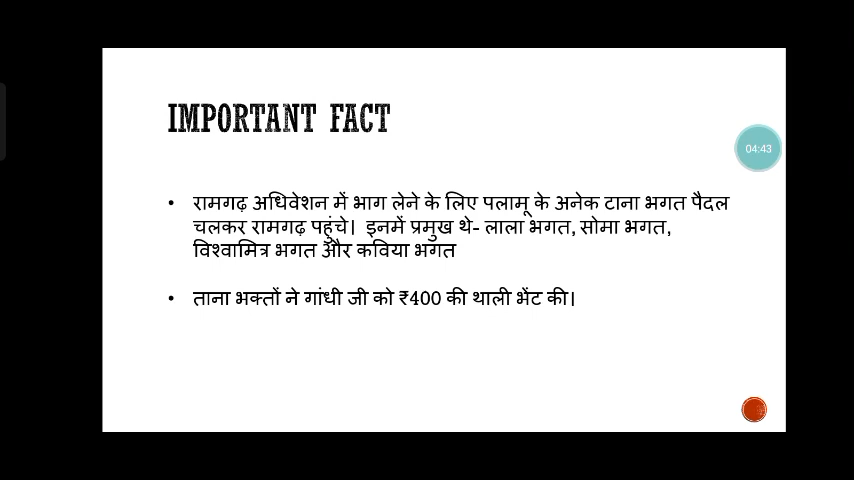 IMPORTANT FACT
04:43
• रामगढ़ अधिवेशन में भाग लेने के लिए पलामू के अनेक टाना भगत पैदल
चलकर रामगढ़ पहुंचे। इनमें प्रमुख थे- लाला भगत, सोमा भगत,
विश्वामित्र भगत और कविया भगत
• ताना भक्तों ने गांधी जी को ₹400 की थाली भेंट की।